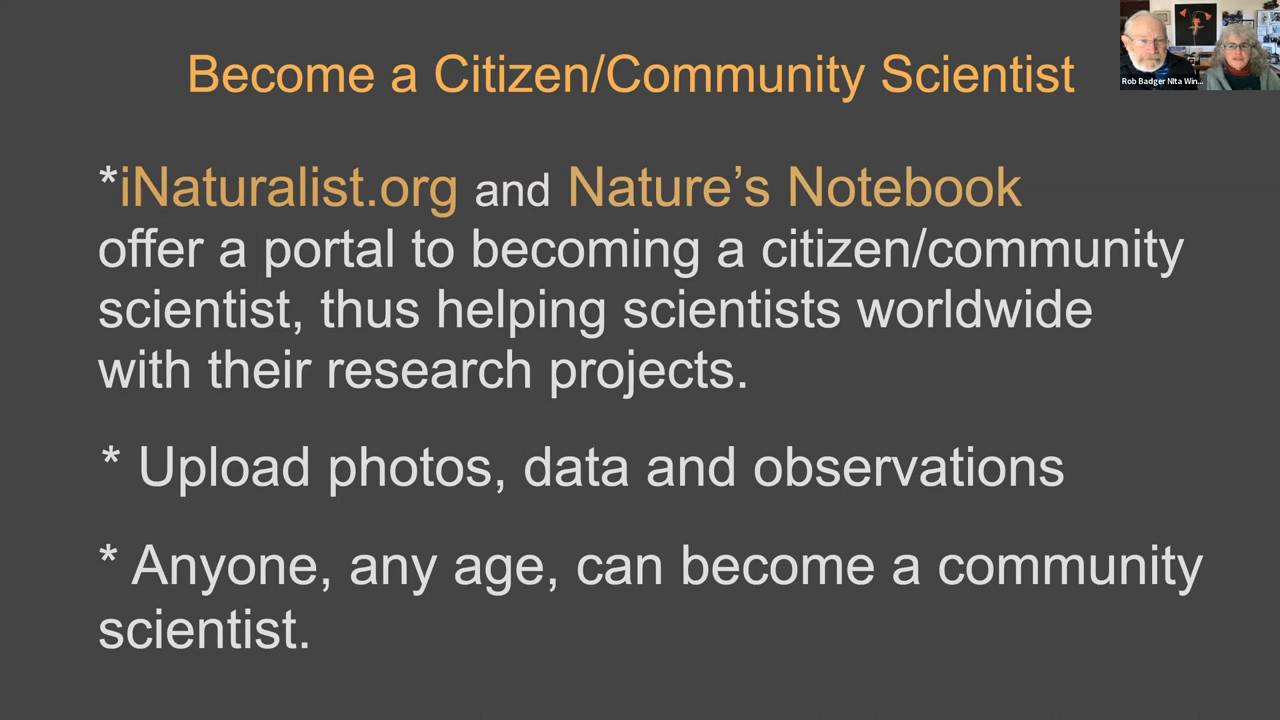 Become a Citizen/Community Scientist
*iNaturalist.org and Nature’s Notebook
offer a portal to becoming a citizen/community
scientist, thus helping scientists worldwide
with their research projects.
* Upload photos, data and observations
* Anyone, any age, can become a community
scientist.
Rob Badger Nita Win...